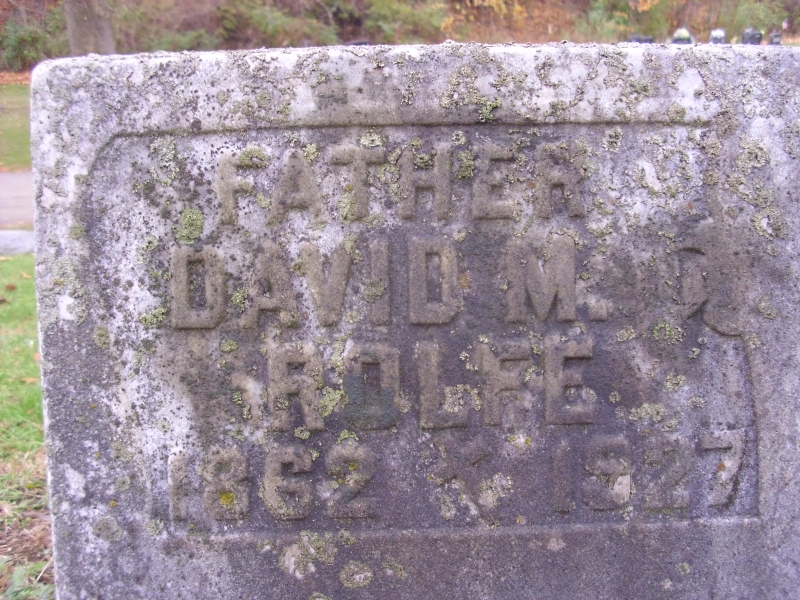 FATHER
DAVID M.
ROLFE
1862 1927